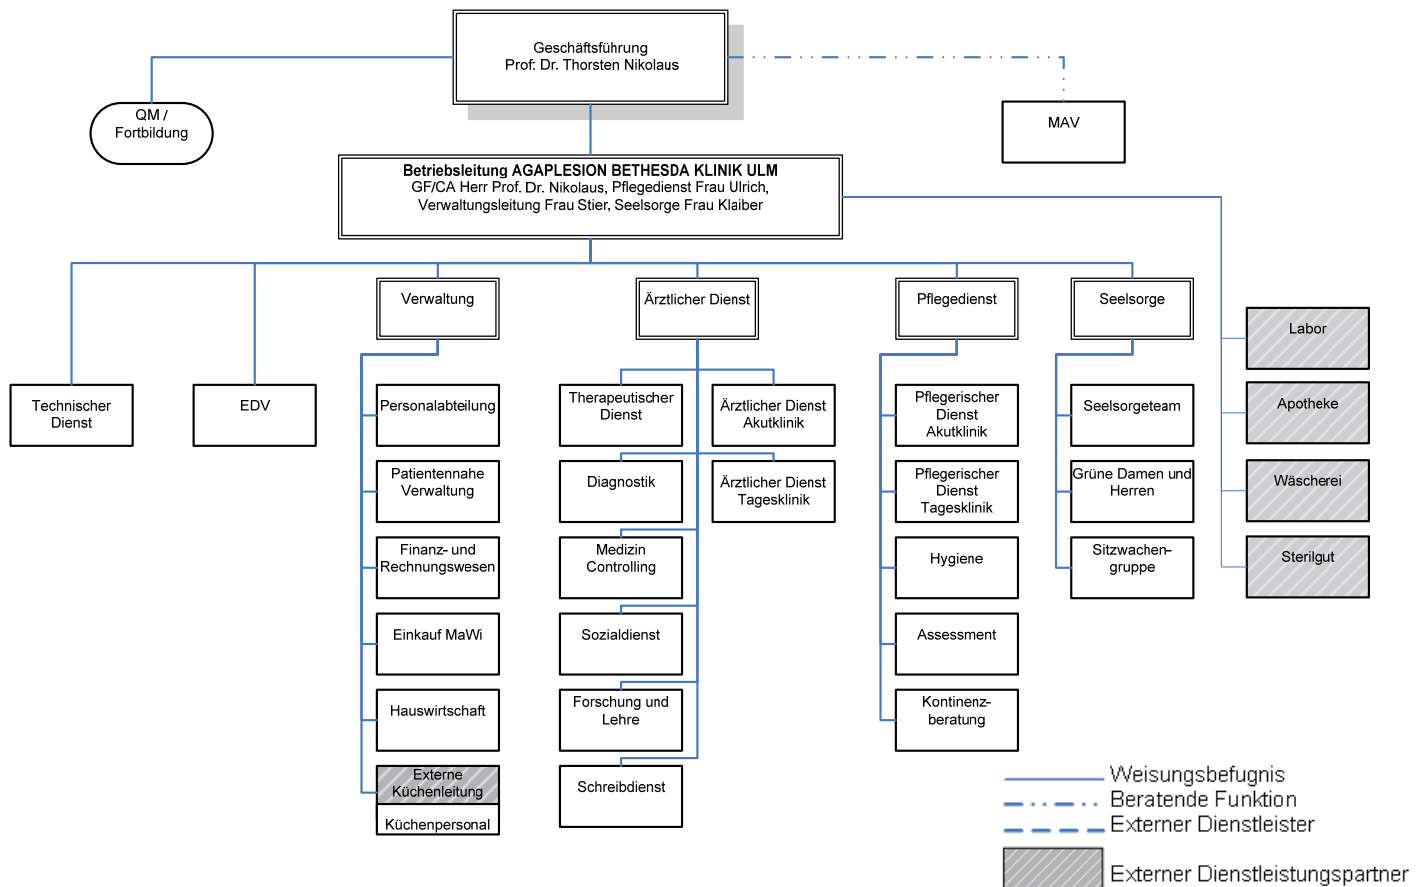 Geschäftsführung
Prof: Dr. Thorsten Nikolaus
QM /
Fortbildung
MAV
Betriebsleitung AGAPLESION BETHESDA KLINIK ULM
GF/CA Herr Prof. Dr. Nikolaus, Pflegedienst Frau Ulrich,
Verwaltungsleitung Frau Stier, Seelsorge Frau Klaiber
Verwaltung
Ärztlicher Dienst
Pflegedienst
Seelsorge
Labor
Technischer
Dienst
EDV
Personalabteilung
Therapeutischer
Dienst
Ärztlicher Dienst
Akutklinik
Pflegerischer
Dienst
Akutklinik
Seelsorgeteam
Apotheke
Patientennahe
Verwaltung
Diagnostik
Ärztlicher Dienst
Tagesklinik
Pflegerischer
Dienst
Tagesklinik
Grüne Damen und
Herren
Wäscherei
Finanz- und
Rechnungswesen
Medizin
Controlling
Hygiene
Sitzwachen-
gruppe
Sterilgut
Einkauf MaWi
Sozialdienst
Assessment
Hauswirtschaft
Forschung und
Lehre
Kontinenz-
beratung
Externe
Küchenleitung
Küchenpersonal
Schreibdienst
Weisungsbefugnis
Beratende Funktion
Externer Dienstleister
Externer Dienstleistungspartner